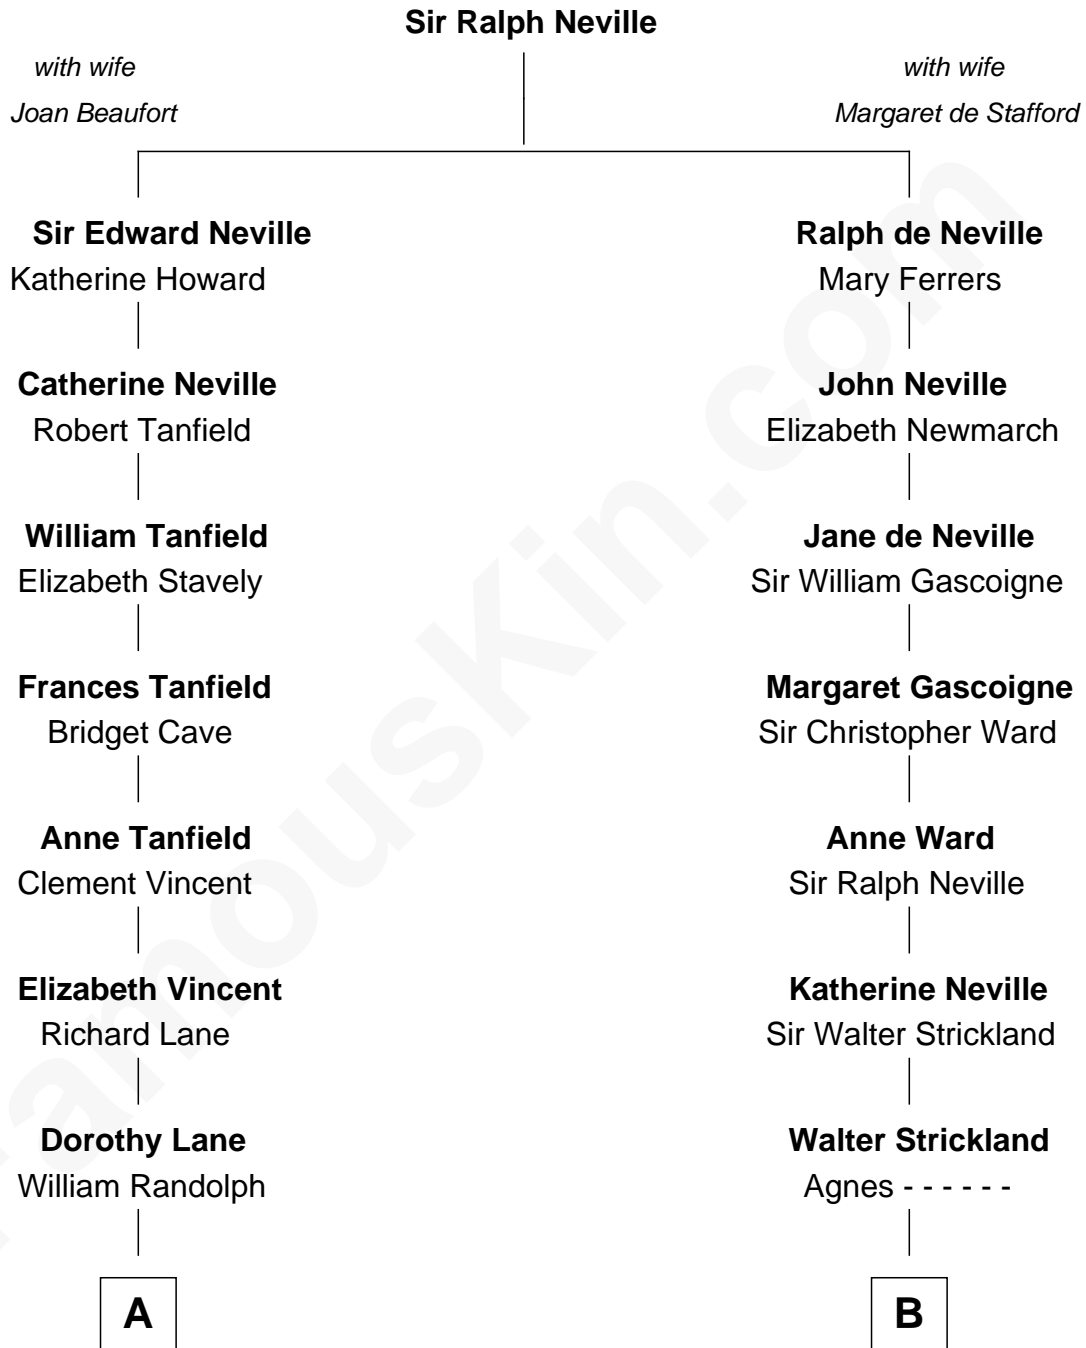 Sir Ralph Neville
with wife
Joan Beaufort
with wife
Margaret de Stafford
Sir Edward Neville
Katherine Howard
Ralph de Neville
Mary Ferrers
Catherine Neville
Robert Tanfield
John Neville
Elizabeth Newmarch
William Tanfield
Elizabeth Stavely
Jane de Neville
Sir William Gascoigne
Frances Tanfield
Bridget Cave
Margaret Gascoigne
Sir Christopher Ward
Anne Tanfield
Clement Vincent
Anne Ward
Sir Ralph Neville
Elizabeth Vincent
Richard Lane
Katherine Neville
Sir Walter Strickland
Dorothy Lane
William Randolph
Walter Strickland
Agnes - - - - - -
A
B
FamousKin.com